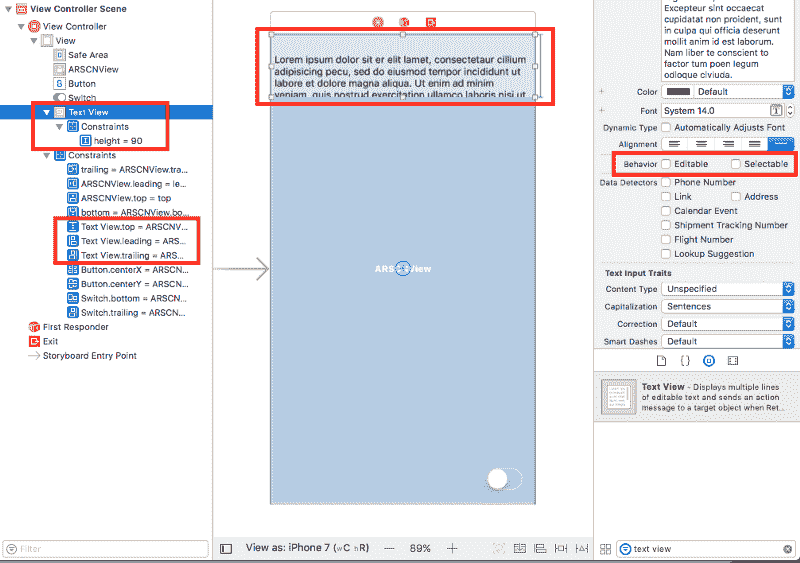 View Controller Scene
View Controller
View
Safe Area
ARSCNView
Button
Switch
Text View
Constraints
height = 90
Constraints
trailing = ARSCNView.tra...
ARSCNView.leading = le...
ARSCNView.top = top
bottom = ARSCNView.bo...
Text View.top = ARSCNV...
Text View.leading = ARS...
Text View.trailing = ARS...
Button.centerX = ARSCN...
Button.centerY = ARSCN...
Switch.bottom = ARSCN...
Switch.trailing = ARSCN...
First Responder
Exit
Storyboard Entry Point
Filter
Lorem ipsum dolor sit er elit lamet, consectetaur cillium
adipisicing pecu, sed do eiusmod tempor incididunt ut
labore et dolore magna aliqua. Ut enim ad minim
veniam, quis nostrud exercitation ullamco laboris nisi ut
ARSCNView
View as: iPhone 7 (wC hR)
89%
Excepteur sint occaecat
cupidatat non proident, sunt
in culpa qui officia deserunt
mollit anim id est laborum.
Nam liber te conscient to
factor tum poen legum
odioque civiuda.
Color Default
Font System 14.0
Dynamic Type Automatically Adjusts Font
Alignment
Behavior Editable Selectable
Data Detectors Phone Number
Link Address
Calendar Event
Shipment Tracking Number
Flight Number
Lookup Suggestion
Text Input Traits
Content Type Unspecified
Capitalization Sentences
Correction Default
Smart Dashes Default
Text View - Displays multiple lines
of editable text and sends an action
message to a target object when Ret...
text view